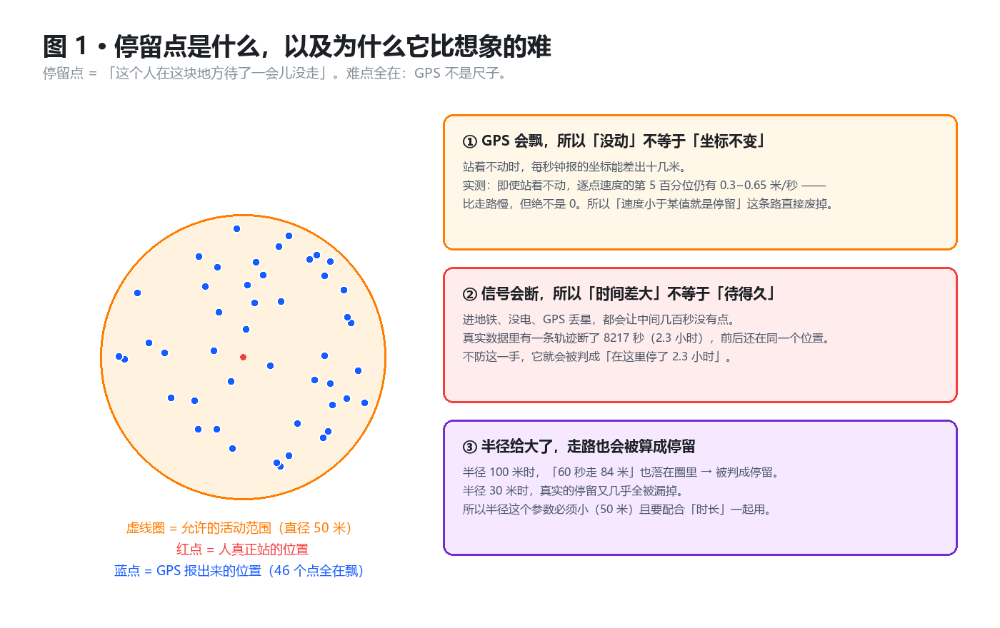 图 1 • 停留点是什么，以及为什么它比想象的难
停留点 = 「这个人在这块地方待了一会儿没走」。难点全在：GPS 不是尺子。
① GPS 会飘，所以「没动」不等于「坐标不变」
站着不动时，每秒钟报的坐标能差出十几米。
实测：即使站着不动，逐点速度的第 5 百分位仍有 0.3~0.65 米/秒 ——
比走路慢，但绝不是 0。所以「速度小于某值就是停留」这条路直接废掉。
② 信号会断，所以「时间差大」不等于「待得久」
进地铁、没电、GPS 丢星，都会让中间几百秒没有点。
真实数据里有一条轨迹断了 8217 秒（2.3 小时），前后还在同一个位置。
不防这一手，它就会被判成「在这里停了 2.3 小时」。
③ 半径给大了，走路也会被算成停留
半径 100 米时，「60 秒走 84 米」也落在圈里 → 被判成停留。
半径 30 米时，真实的停留又几乎全被漏掉。
所以半径这个参数必须小（50 米）且要配合「时长」一起用。
虚线圈 = 允许的活动范围（直径 50 米）
红点 = 人真正站的位置
蓝点 = GPS 报出来的位置（46 个点全在飘）